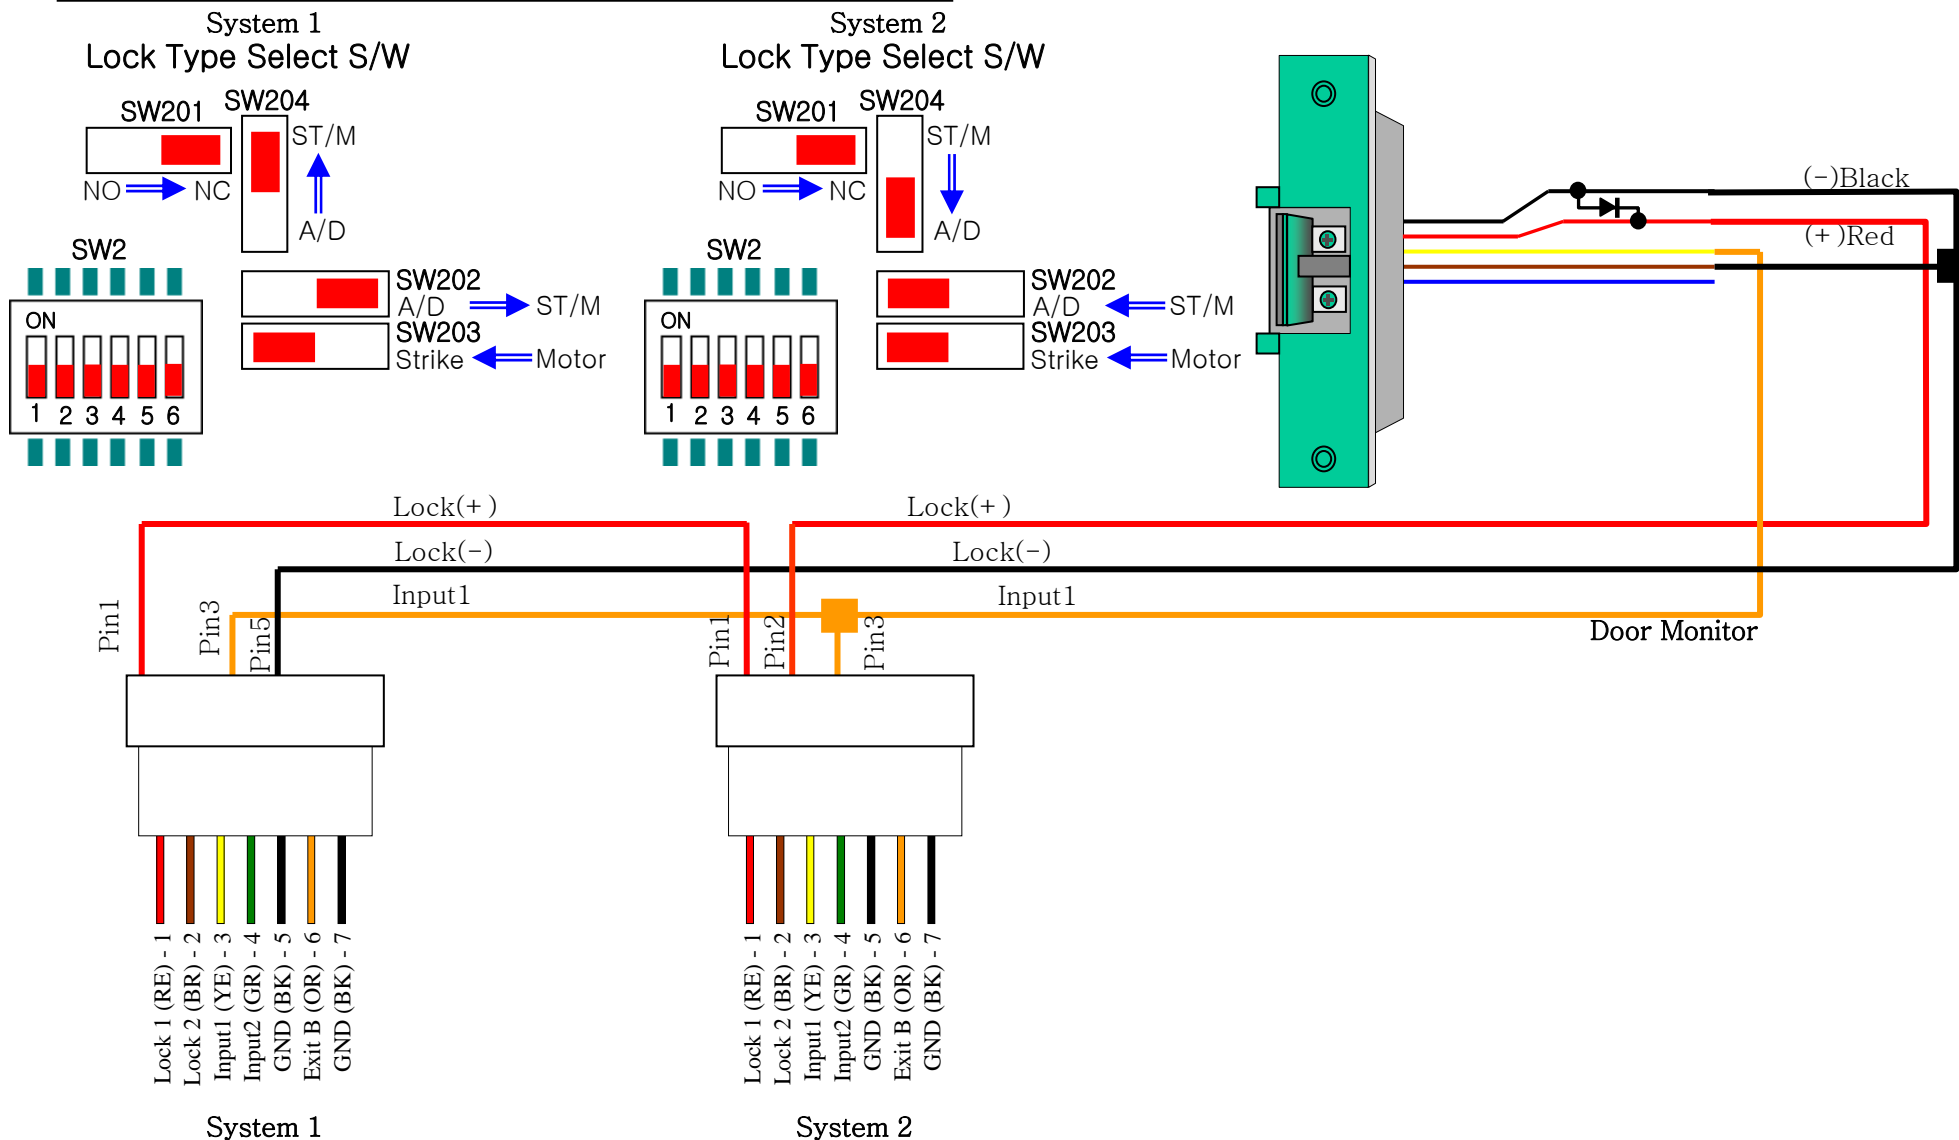 System 1
Lock Type Select S/W
SW201
SW204
ST/M
NO
NC
A/D
SW2
SW202
A/D
ST/M
SW203
Strike
Motor
ON
1 2 3 4 5 6
System 2
Lock Type Select S/W
SW201
SW204
ST/M
NO
NC
A/D
SW2
SW202
A/D
ST/M
SW203
Strike
Motor
ON
1 2 3 4 5 6
(-)Black
(+)Red
Lock(+)
Lock(+)
Lock(-)
Lock(-)
Input1
Input1
Door Monitor
Pin1
Pin3
Pin5
Pin1
Pin2
Pin3
Lock 1 (RE) - 1
Lock 2 (BR) - 2
Input1 (YE) - 3
Input2 (GR) - 4
GND (BK) - 5
Exit B (OR) - 6
GND (BK) - 7
System 1
Lock 1 (RE) - 1
Lock 2 (BR) - 2
Input1 (YE) - 3
Input2 (GR) - 4
GND (BK) - 5
Exit B (OR) - 6
GND (BK) - 7
System 2